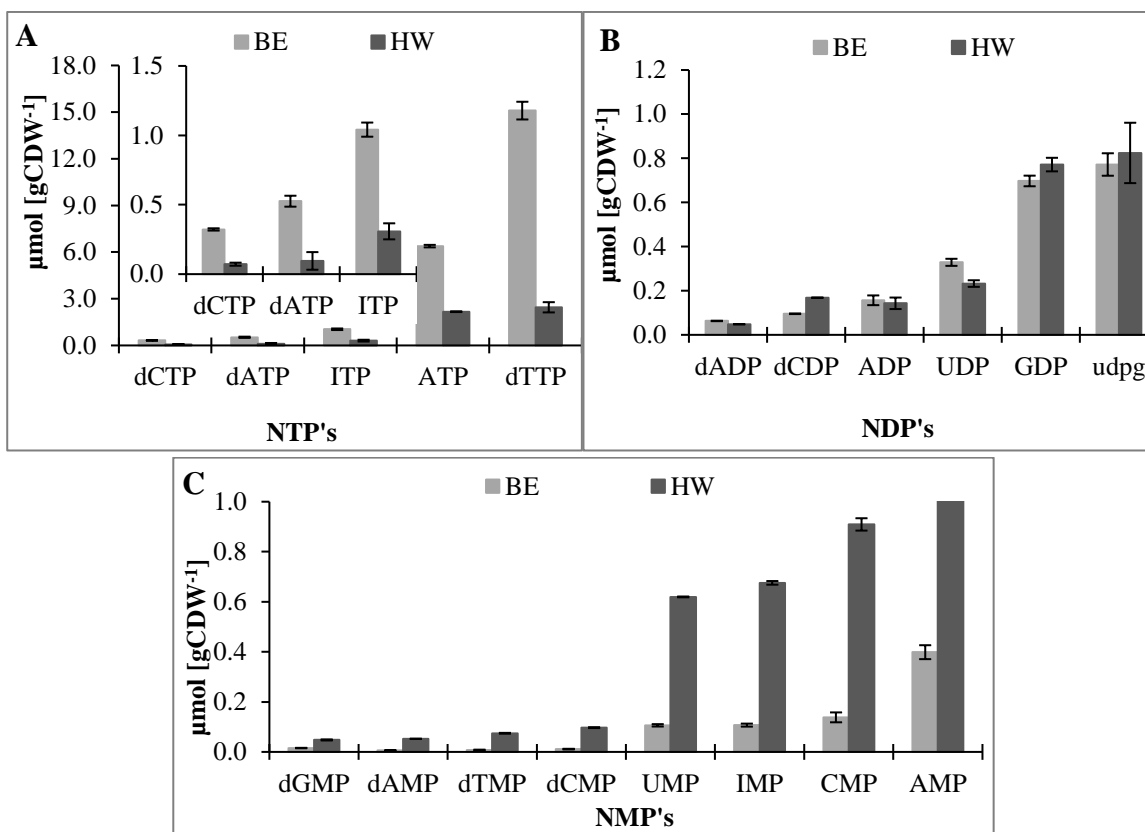 A
BE HW
μmol [gCDW-1]
18.0
15.0
12.0
9.0
6.0
3.0
0.0
1.5
1.0
0.5
0.0
dCTP dATP ITP
dCTP dATP ITP ATP dTTP
NTP's
B
BE HW
μmol [gCDW-1]
1.2
1.0
0.8
0.6
0.4
0.2
0.0
dADP dCDP ADP UDP GDP udpg
NDP's
C
BE HW
μmol [gCDW-1]
1.0
0.8
0.6
0.4
0.2
0.0
dGMP dAMP dTMP dCMP UMP IMP CMP AMP
NMP's